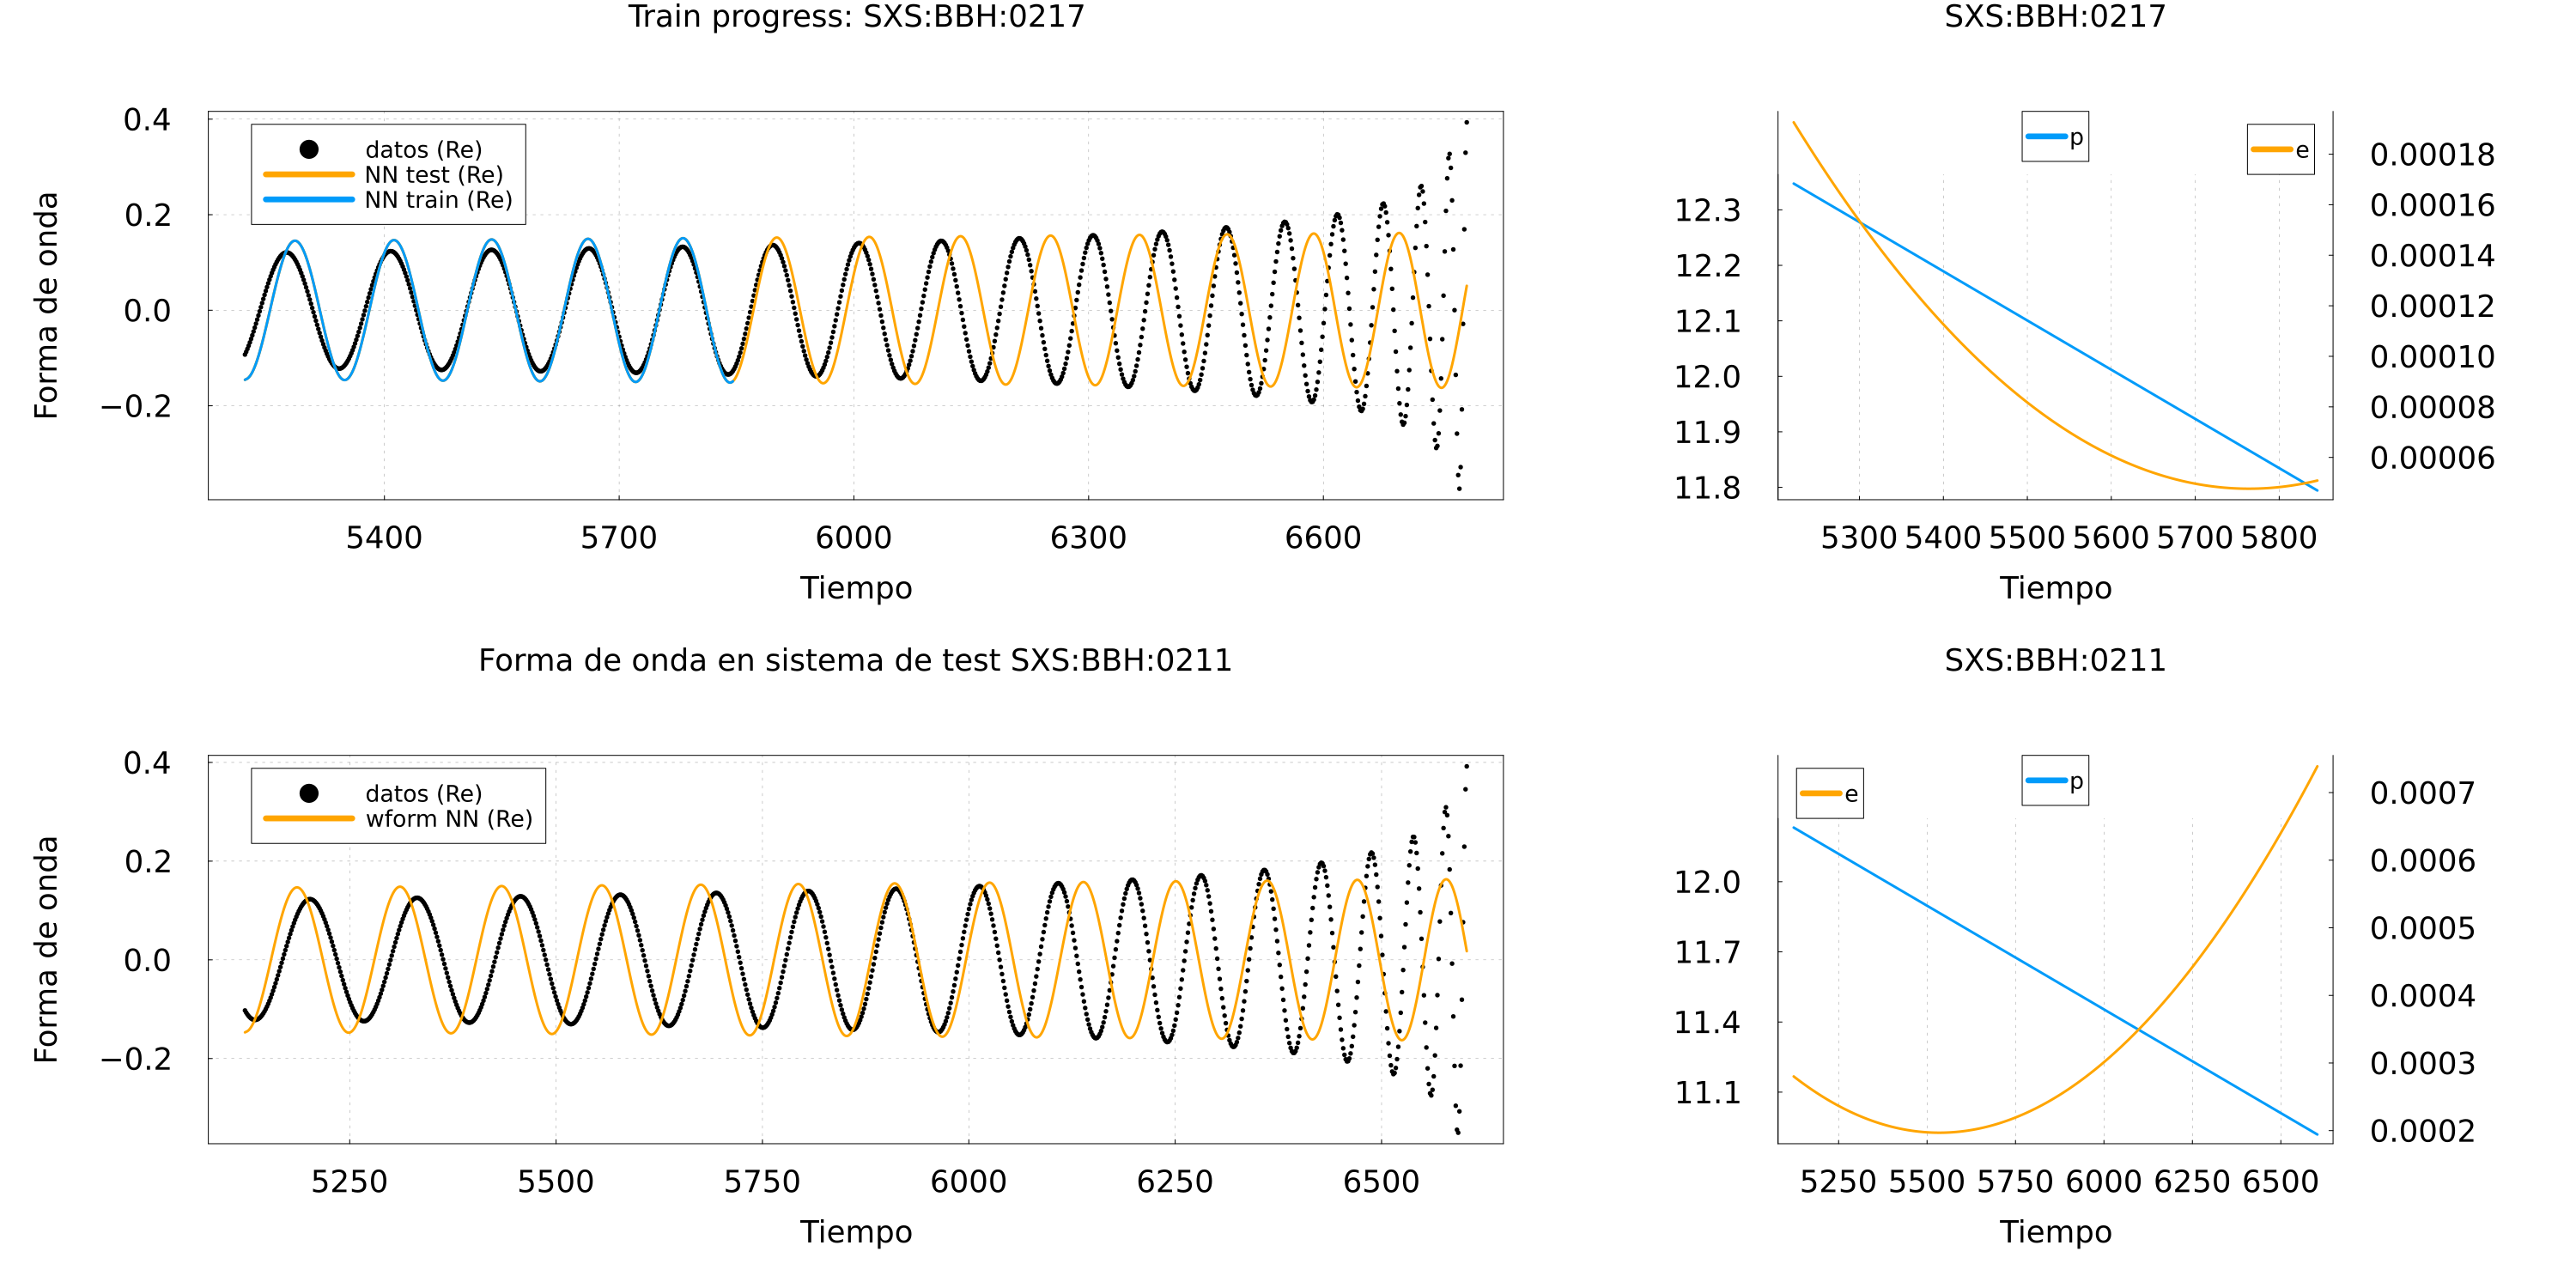 Train progress: SXS:BBH:0217
Forma de onda
0.4
0.2
0.0
−0.2
datos (Re)
NN test (Re)
NN train (Re)
5400 5700 6000 6300 6600
Tiempo
SXS:BBH:0217
p
e
12.3
12.2
12.1
12.0
11.9
11.8
0.00018
0.00016
0.00014
0.00012
0.00010
0.00008
0.00006
5300 5400 5500 5600 5700 5800
Tiempo
Forma de onda en sistema de test SXS:BBH:0211
Forma de onda
0.4
0.2
0.0
−0.2
datos (Re)
wform NN (Re)
5250 5500 5750 6000 6250 6500
Tiempo
SXS:BBH:0211
e
p
12.0
11.7
11.4
11.1
0.0007
0.0006
0.0005
0.0004
0.0003
0.0002
5250 5500 5750 6000 6250 6500
Tiempo